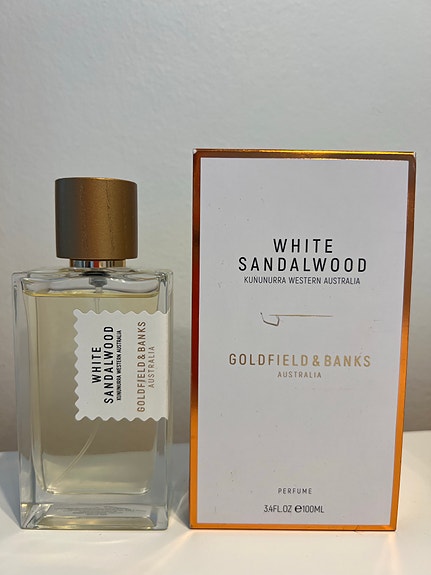 WHITE
SANDALWOOD
KUNUNURRA WESTERN AUSTRALIA
GOLDFIELD & BANKS
AUSTRALIA
WHITE
SANDALWOOD
KUNUNURRA WESTERN AUSTRALIA
GOLDFIELD & BANKS
AUSTRALIA
PERFUME
3.4FL.OZ ℮100ML